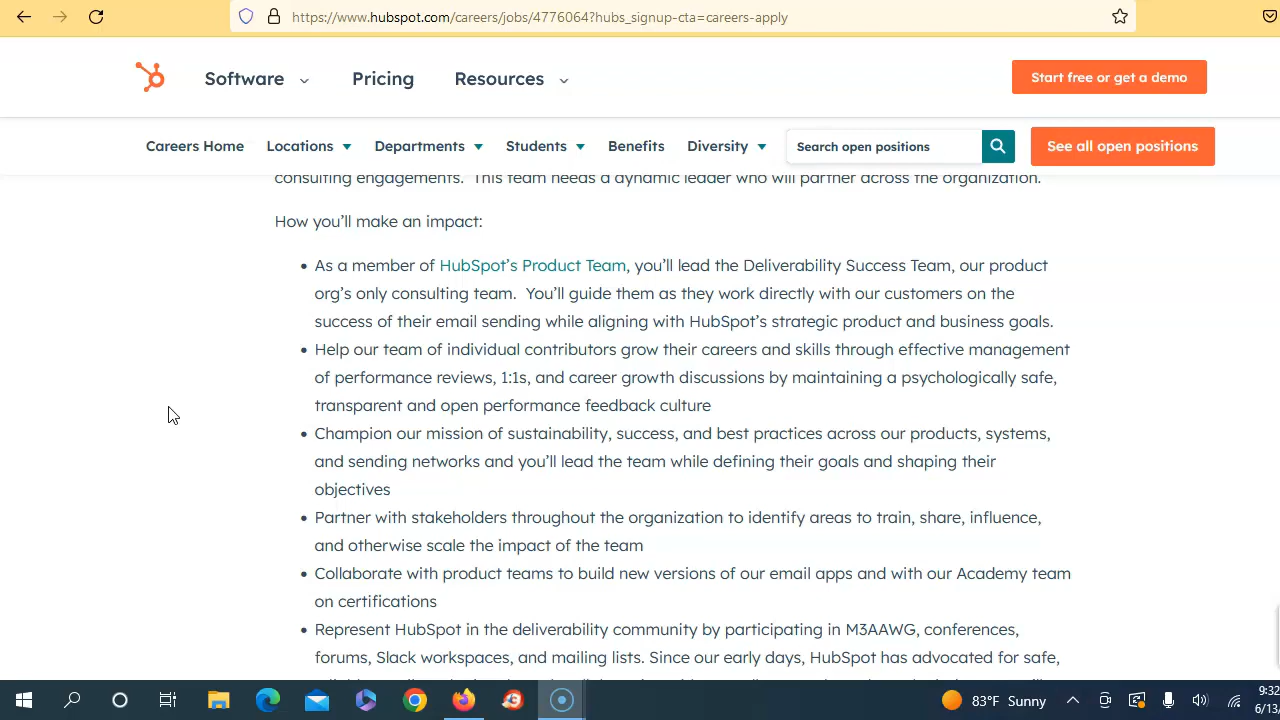 https://www.hubspot.com/careers/jobs/4776064?hubs_signup-cta=careers-apply
Software Pricing Resources Start free or get a demo
Careers Home Locations Departments Students Benefits Diversity Search open positions See all open positions
consulting engagements. This team needs a dynamic leader who will partner across the organization.
How you'll make an impact:
• As a member of HubSpot's Product Team, you'll lead the Deliverability Success Team, our product
org's only consulting team. You'll guide them as they work directly with our customers on the
success of their email sending while aligning with HubSpot's strategic product and business goals.
• Help our team of individual contributors grow their careers and skills through effective management
of performance reviews, 1:1s, and career growth discussions by maintaining a psychologically safe,
transparent and open performance feedback culture
• Champion our mission of sustainability, success, and best practices across our products, systems,
and sending networks and you'll lead the team while defining their goals and shaping their
objectives
• Partner with stakeholders throughout the organization to identify areas to train, share, influence,
and otherwise scale the impact of the team
• Collaborate with product teams to build new versions of our email apps and with our Academy team
on certifications
• Represent HubSpot in the deliverability community by participating in M3AAWG, conferences,
forums, Slack workspaces, and mailing lists. Since our early days, HubSpot has advocated for safe,
83°F Sunny 9:32
6/13/